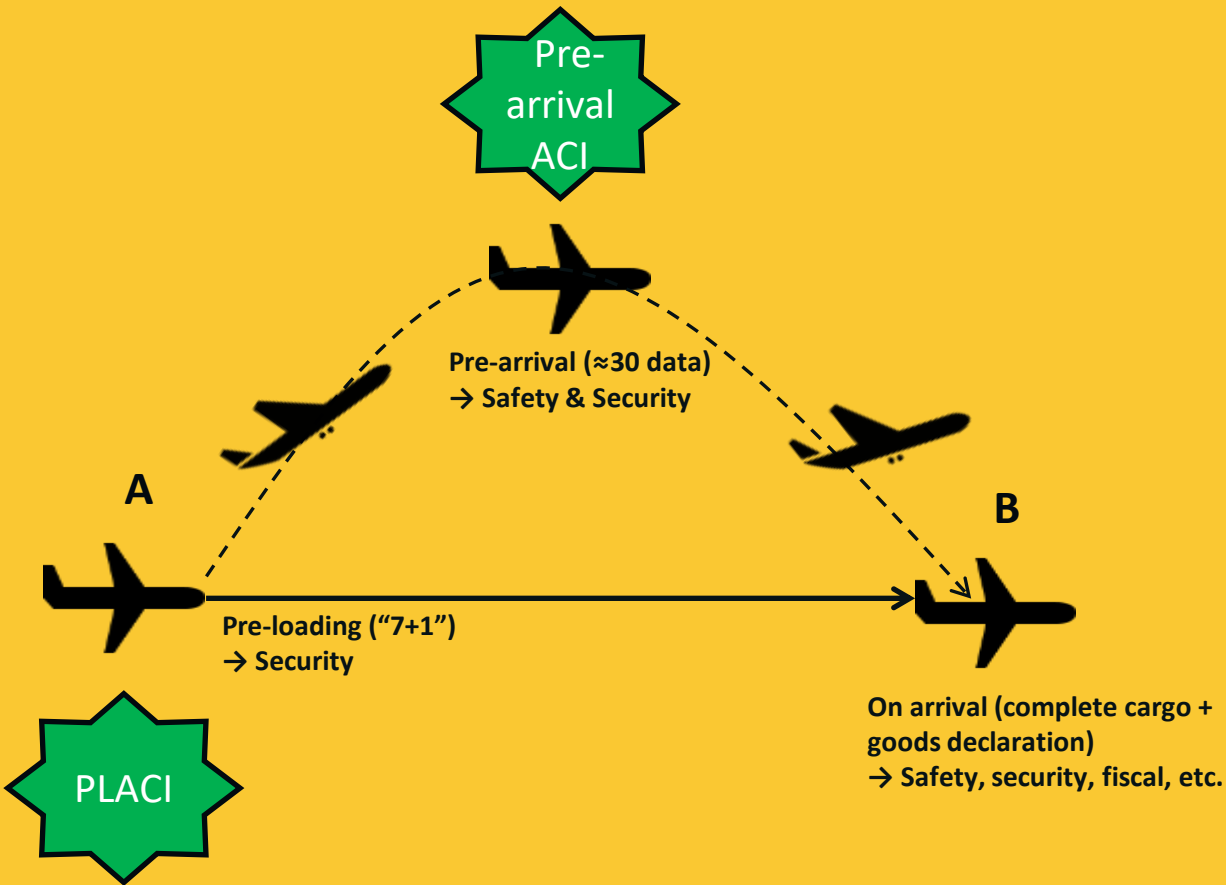 Pre-
arrival
ACI
Pre-arrival (≈30 data)
→ Safety & Security
A
B
Pre-loading (“7+1”)
→ Security
PLACI
On arrival (complete cargo +
goods declaration)
→ Safety, security, fiscal, etc.